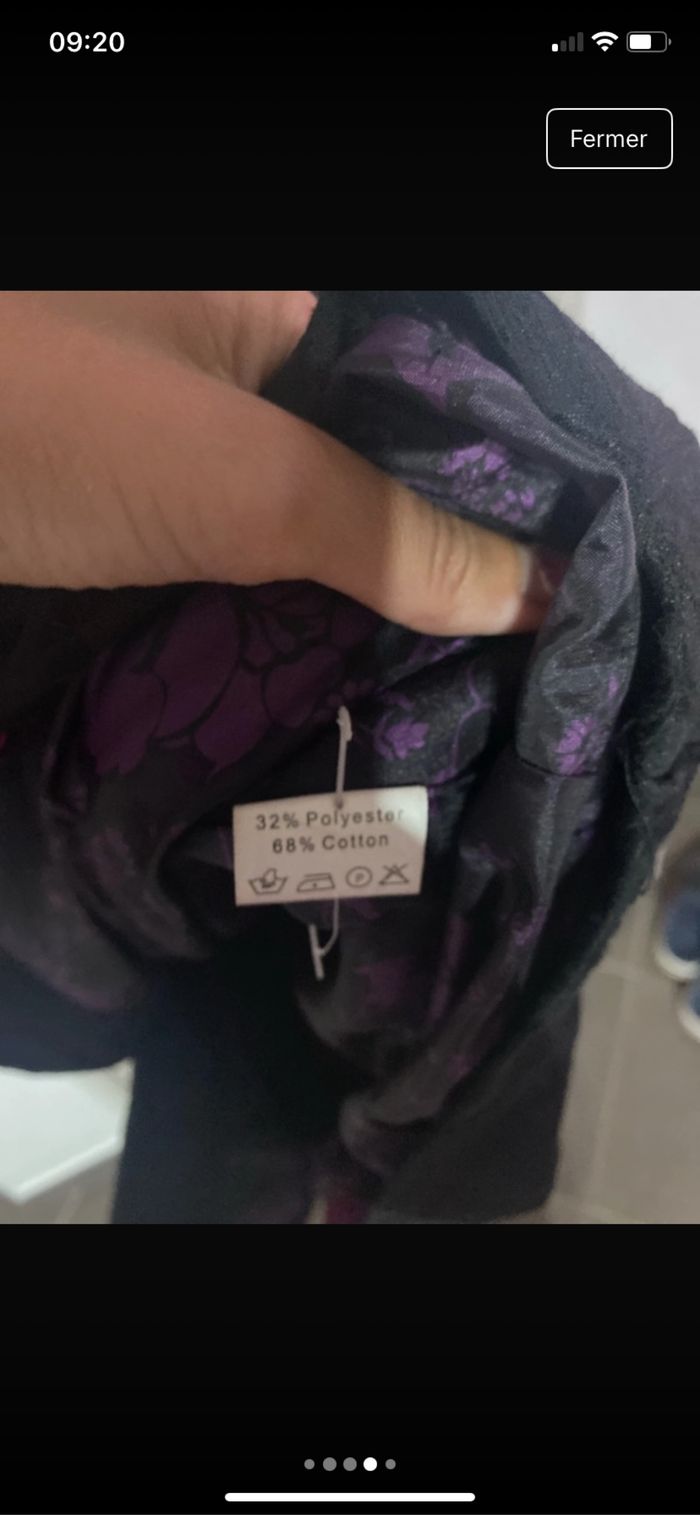 09:20
Fermer
32% Polyester
68% Cotton
P